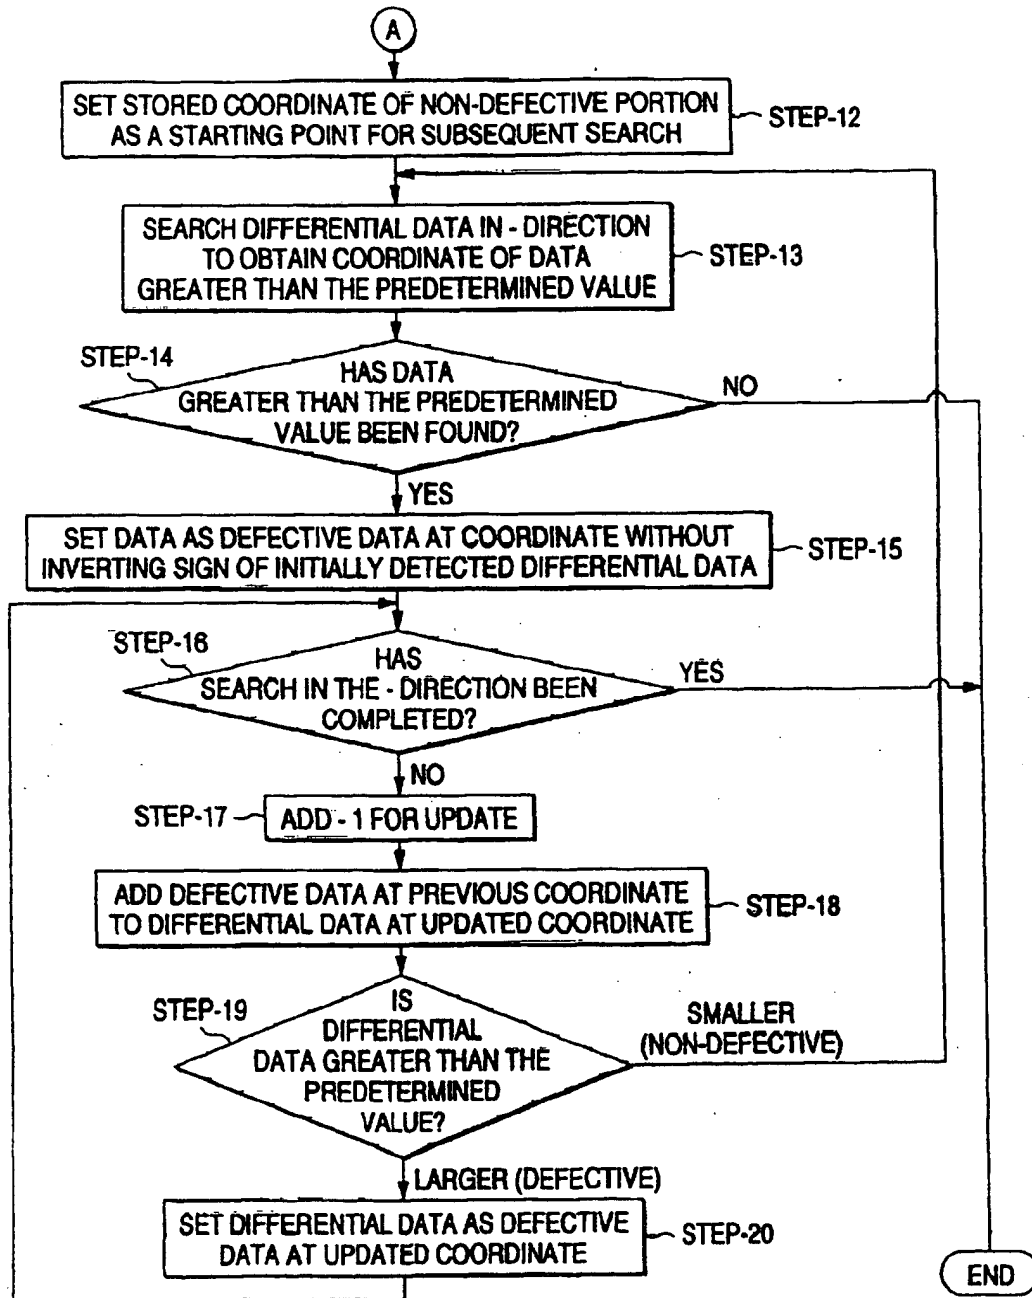 A
SET STORED COORDINATE OF NON-DEFECTIVE PORTION
AS A STARTING POINT FOR SUBSEQUENT SEARCH
STEP-12
SEARCH DIFFERENTIAL DATA IN - DIRECTION
TO OBTAIN COORDINATE OF DATA
GREATER THAN THE PREDETERMINED VALUE
STEP-13
STEP-14
HAS DATA
GREATER THAN THE PREDETERMINED
VALUE BEEN FOUND?
NO
YES
SET DATA AS DEFECTIVE DATA AT COORDINATE WITHOUT
INVERTING SIGN OF INITIALLY DETECTED DIFFERENTIAL DATA
STEP-15
STEP-16
HAS
SEARCH IN THE - DIRECTION BEEN
COMPLETED?
YES
NO
STEP-17
ADD - 1 FOR UPDATE
ADD DEFECTIVE DATA AT PREVIOUS COORDINATE
TO DIFFERENTIAL DATA AT UPDATED COORDINATE
STEP-18
STEP-19
IS
DIFFERENTIAL
DATA GREATER THAN THE
PREDETERMINED
VALUE?
SMALLER
(NON-DEFECTIVE)
LARGER (DEFECTIVE)
SET DIFFERENTIAL DATA AS DEFECTIVE
DATA AT UPDATED COORDINATE
STEP-20
END